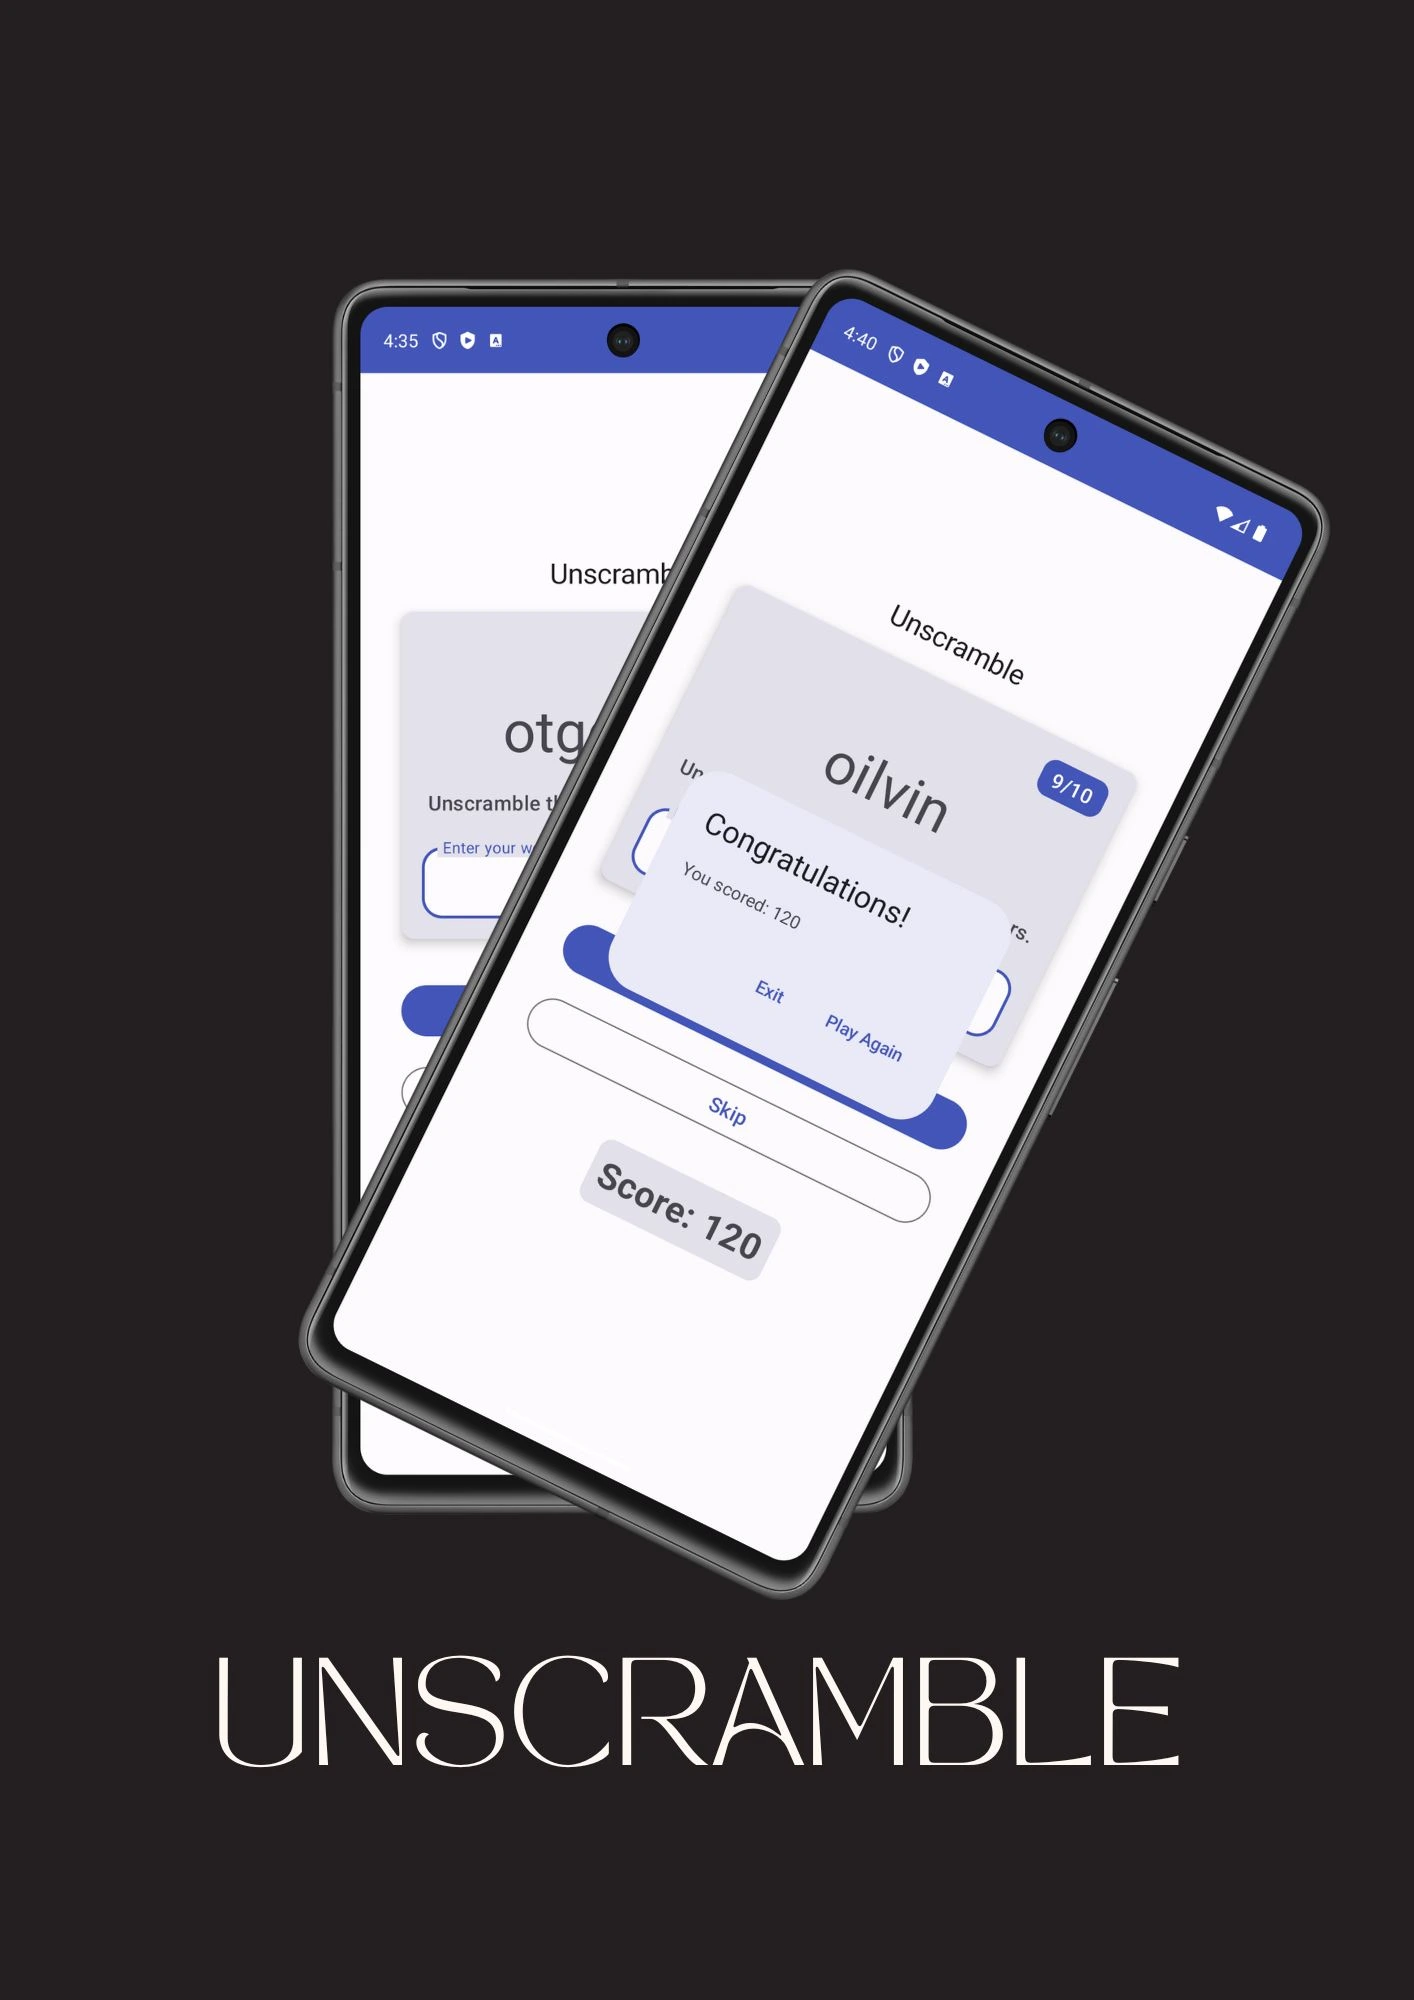 4:35
Unscramb
otg
Unscramble t
Enter your w
4:40
Unscramble
9/10
oilvin
Un
rs.
Congratulations!
You scored: 120
Exit
Play Again
Skip
Score: 120
UNSCRAMBLE